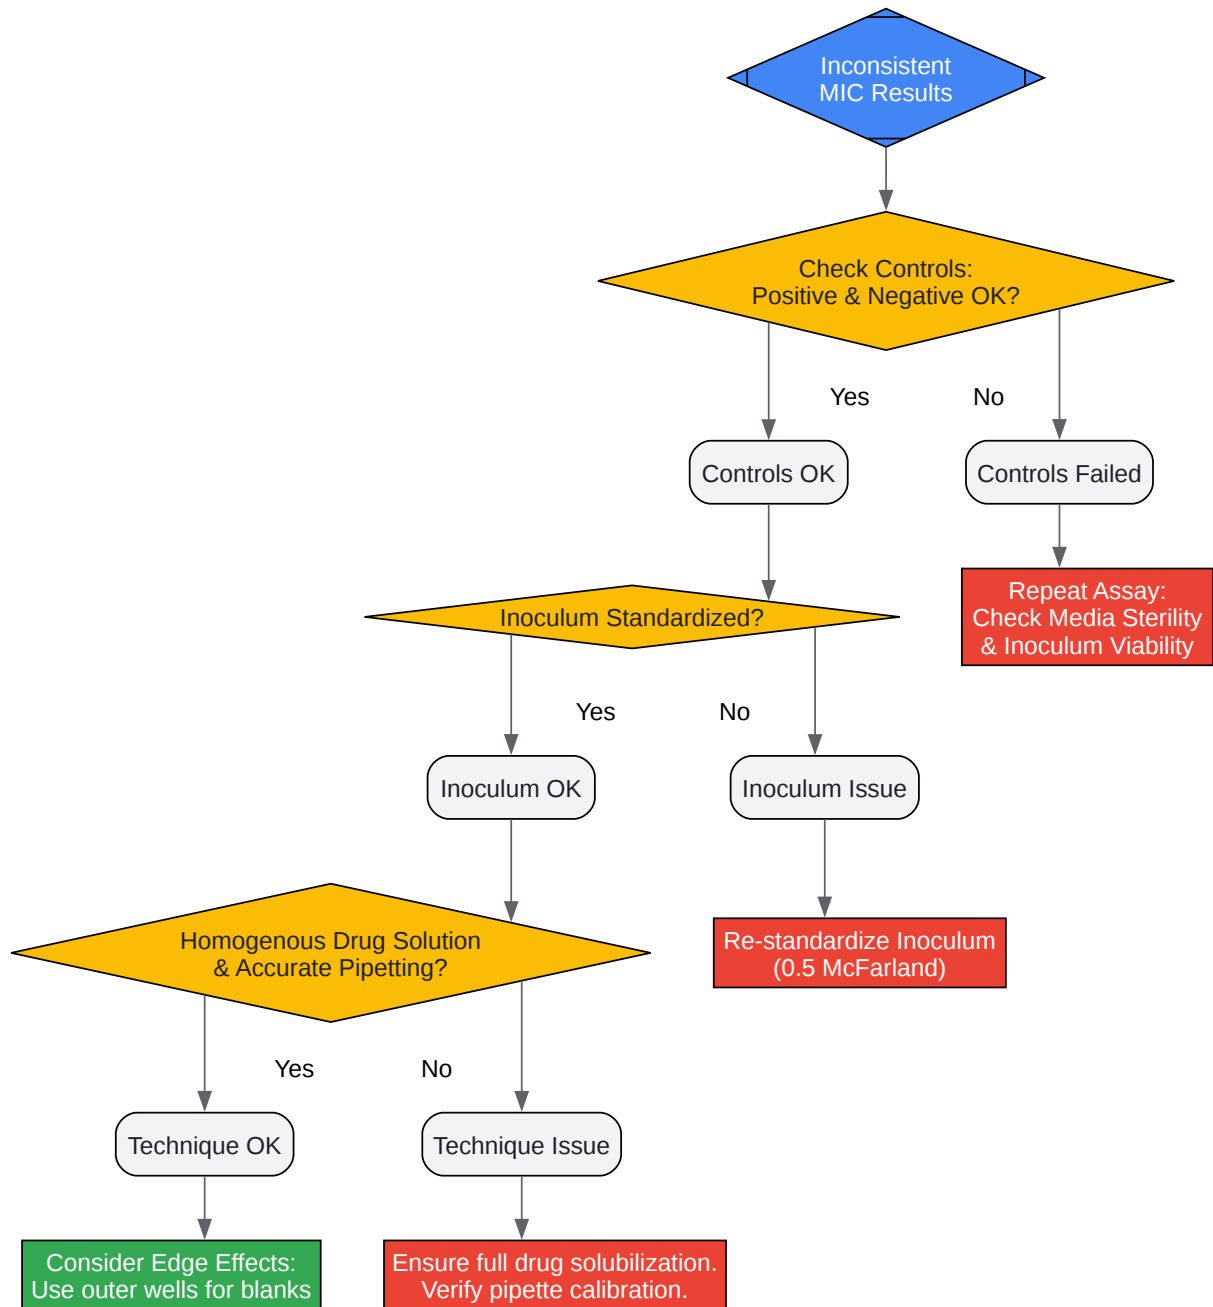 Inconsistent
MIC Results
Check Controls:
Positive & Negative OK?
Yes
No
Controls OK
Controls Failed
Repeat Assay:
Check Media Sterility
& Inoculum Viability
Inoculum Standardized?
Yes
No
Inoculum OK
Inoculum Issue
Re-standardize Inoculum
(0.5 McFarland)
Homogenous Drug Solution
& Accurate Pipetting?
Yes
No
Technique OK
Technique Issue
Consider Edge Effects:
Use outer wells for blanks
Ensure full drug solubilization.
Verify pipette calibration.